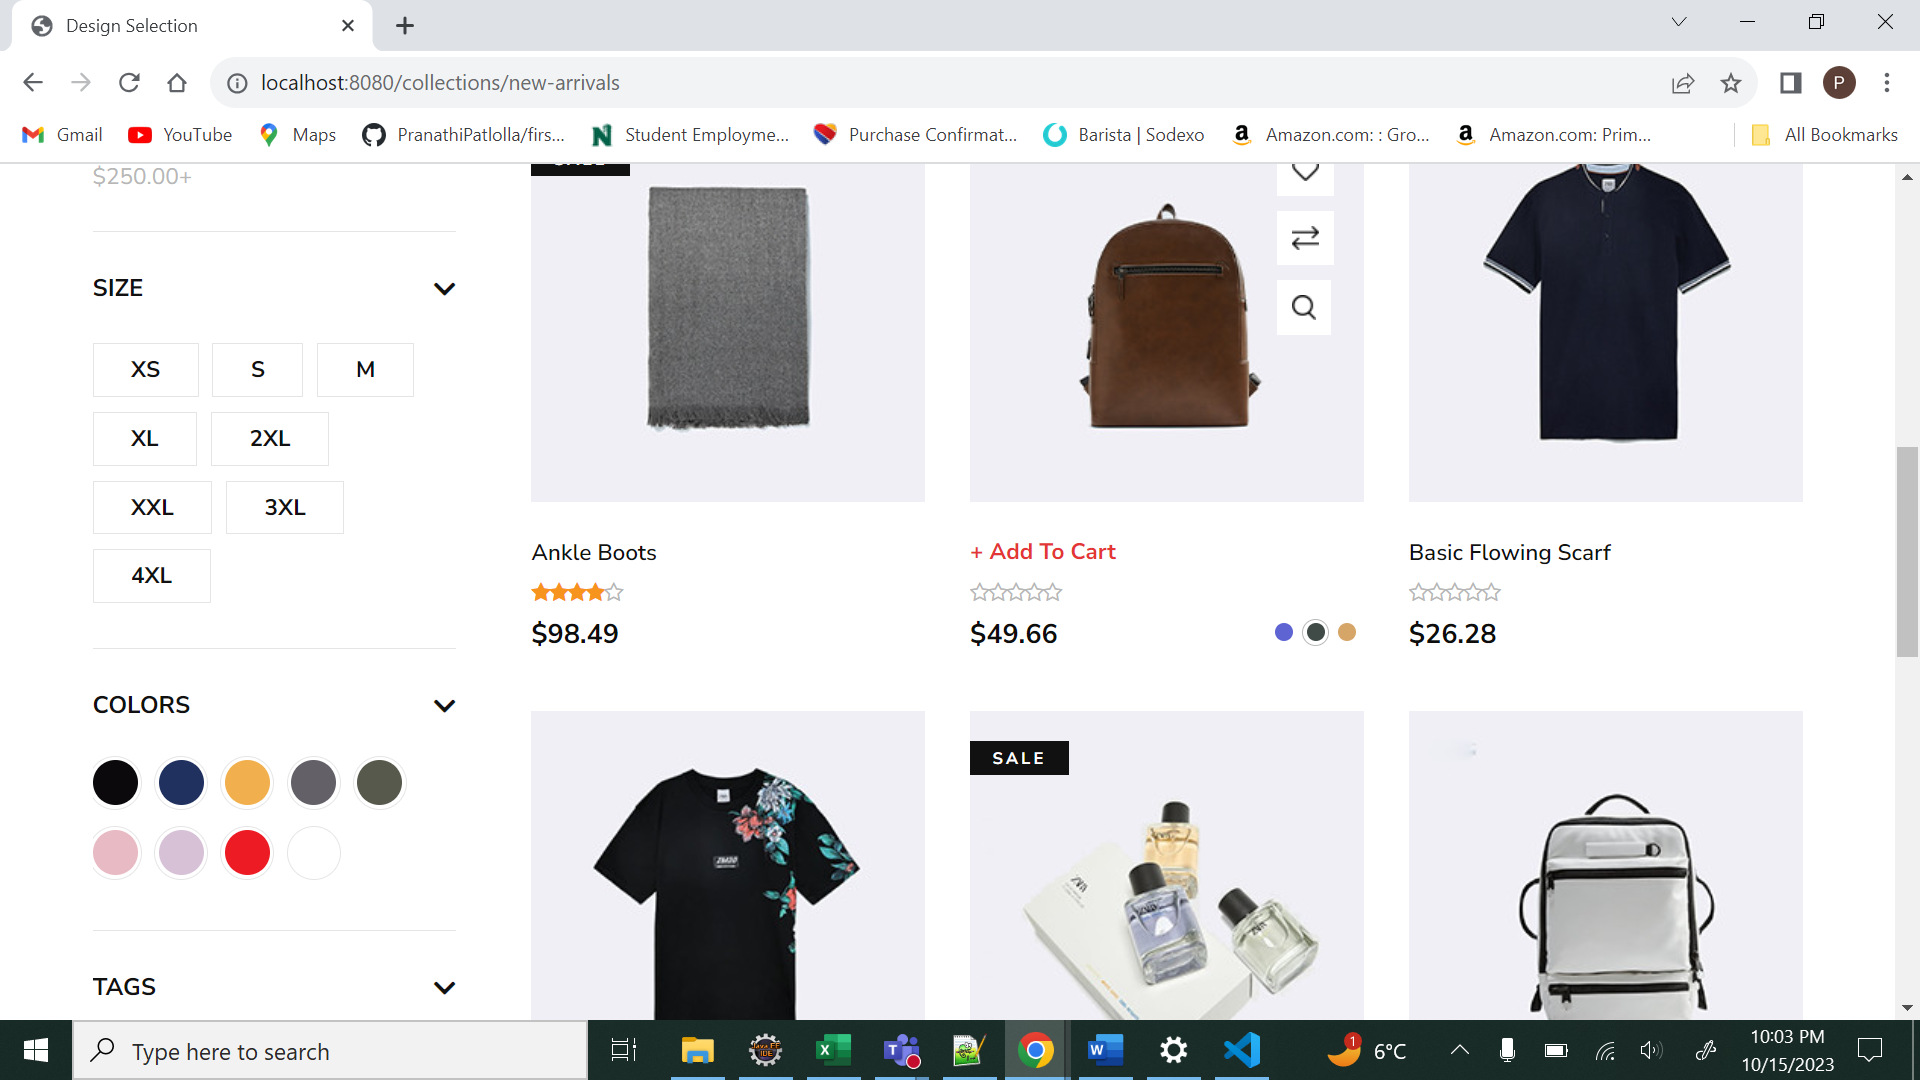 Design Selection
localhost:8080/collections/new-arrivals
P
Gmail
YouTube
Maps
PranathiPatlolla/firs...
Student Employme...
Purchase Confirmat...
Barista | Sodexo
Amazon.com: : Gro...
Amazon.com: Prim...
All Bookmarks
$250.00+
SIZE
XS
S
M
XL
2XL
XXL
3XL
4XL
COLORS
TAGS
Ankle Boots
$98.49
+ Add To Cart
$49.66
Basic Flowing Scarf
$26.28
SALE
Type here to search
1
6°C
10:03 PM
10/15/2023